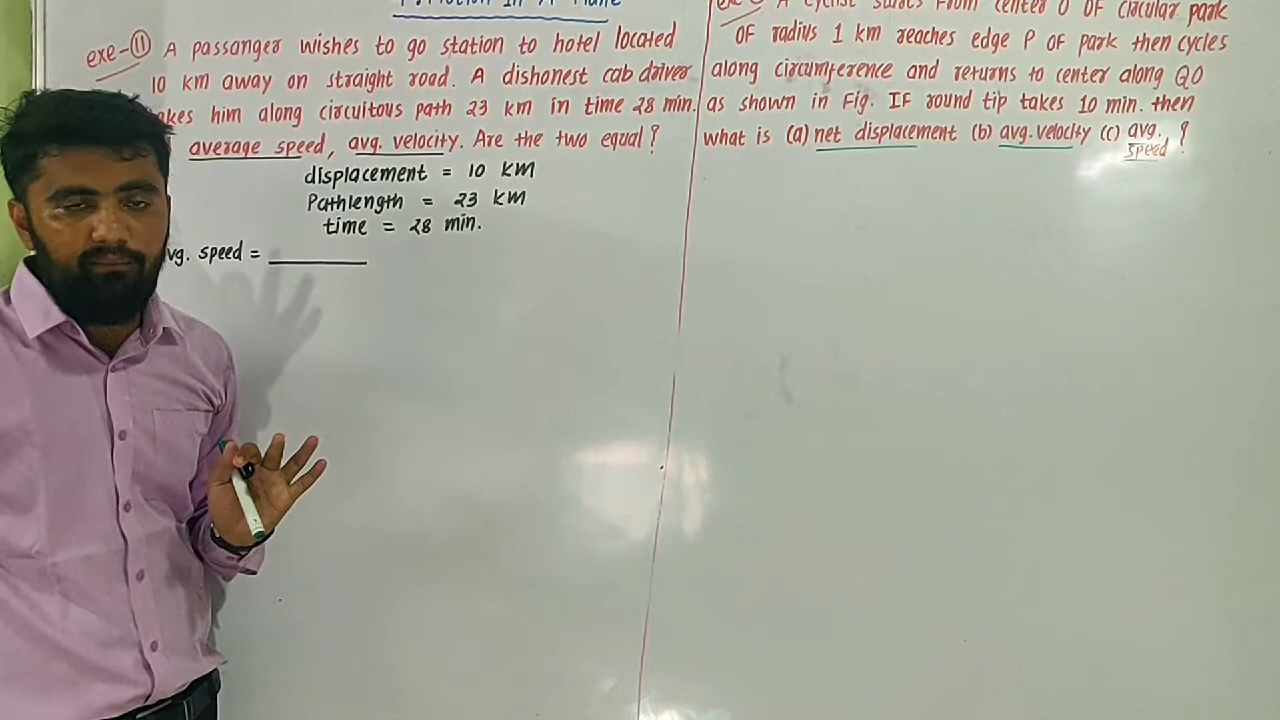 Motion In A Plane
exe-11 A passanger wishes to go station to hotel located
10 km away on straight road. A dishonest cab driver
akes him along circuitous path 23 km in time 28 min.
average speed, avg. velocity. Are the two equal?
displacement = 10 KM
Pathlength = 23 KM
time = 28 min.
vg. speed =
A cyclist starts From center O OF circular park
OF radius 1 km reaches edge P OF park then cycles
along circumference and returns to center along QO
as shown in Fig. IF round tip takes 10 min. then
what is (a) net displacement (b) avg. velocity (c) avg. speed ?